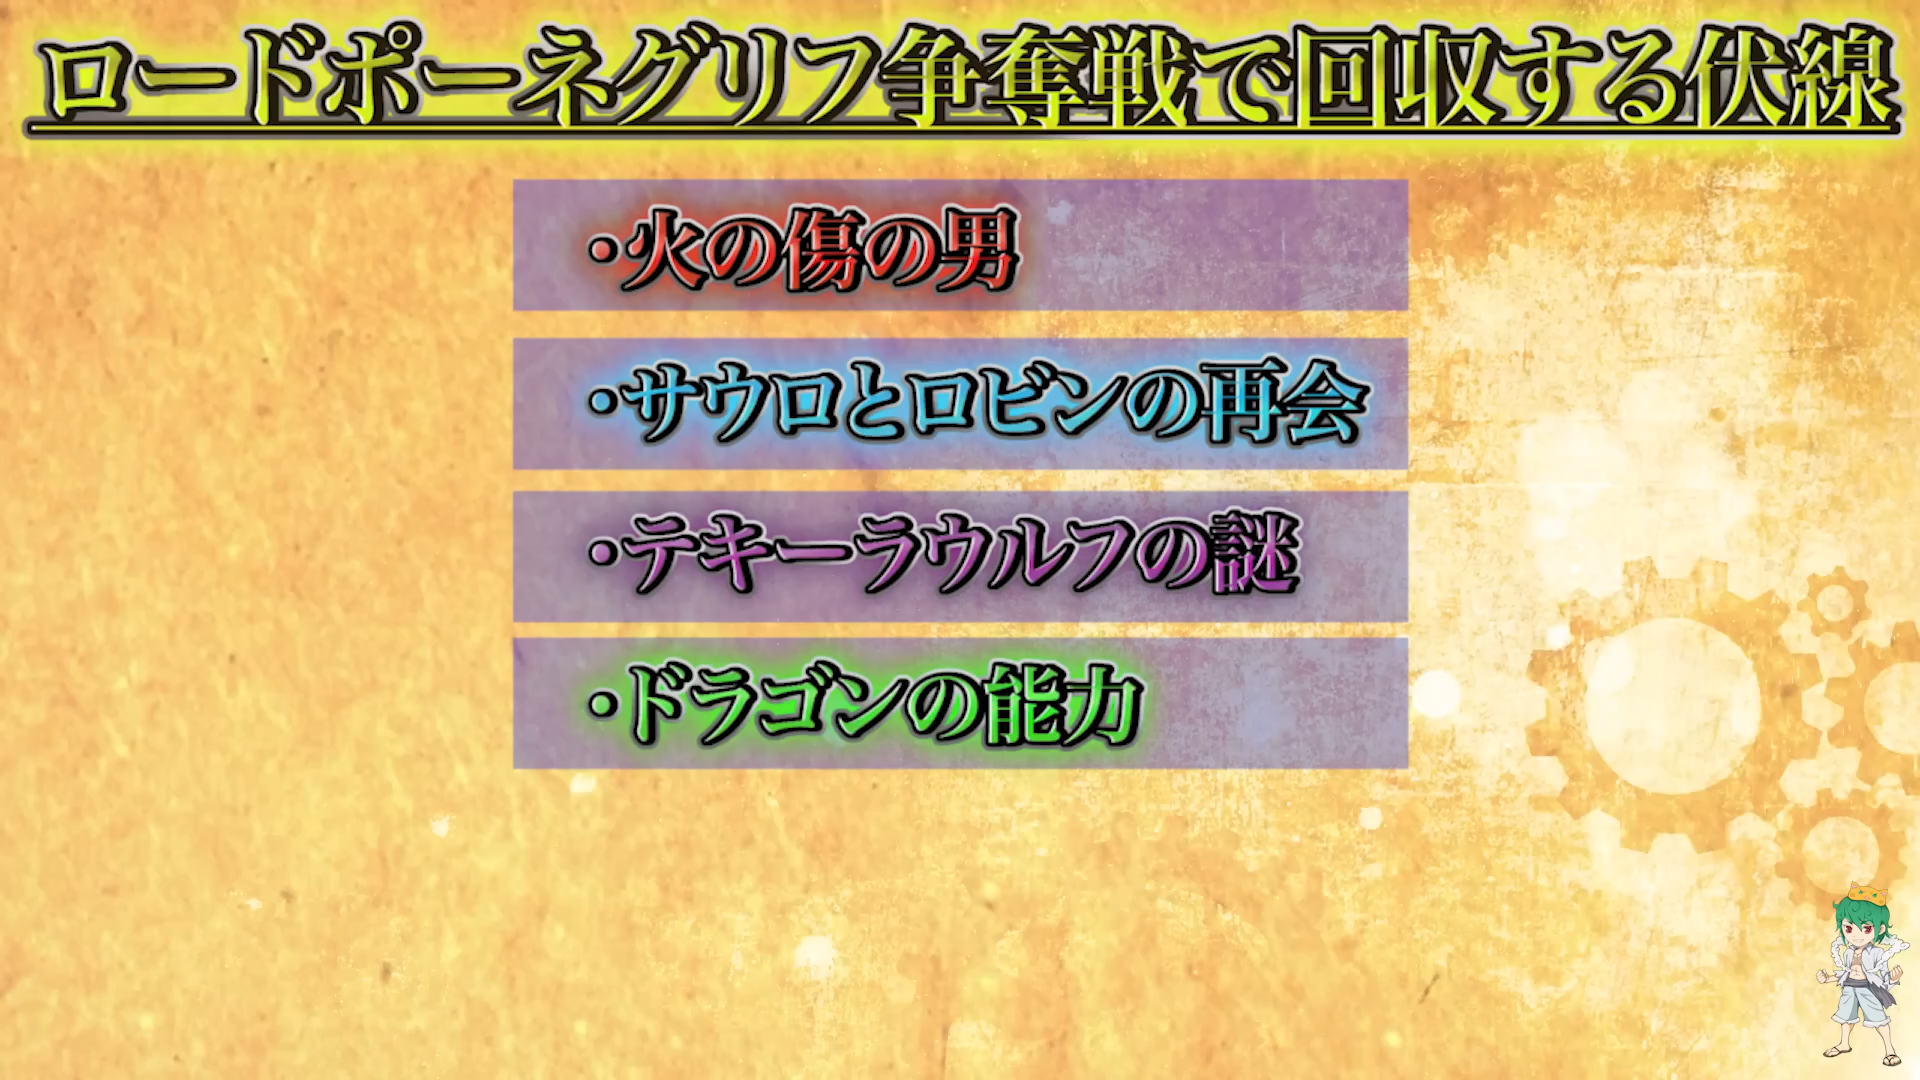 ロードポーネグリフ争奪戦で回収する伏線
・火の傷の男
・サウロとロビンの再会
・テキーラウルフの謎
・ドラゴンの能力